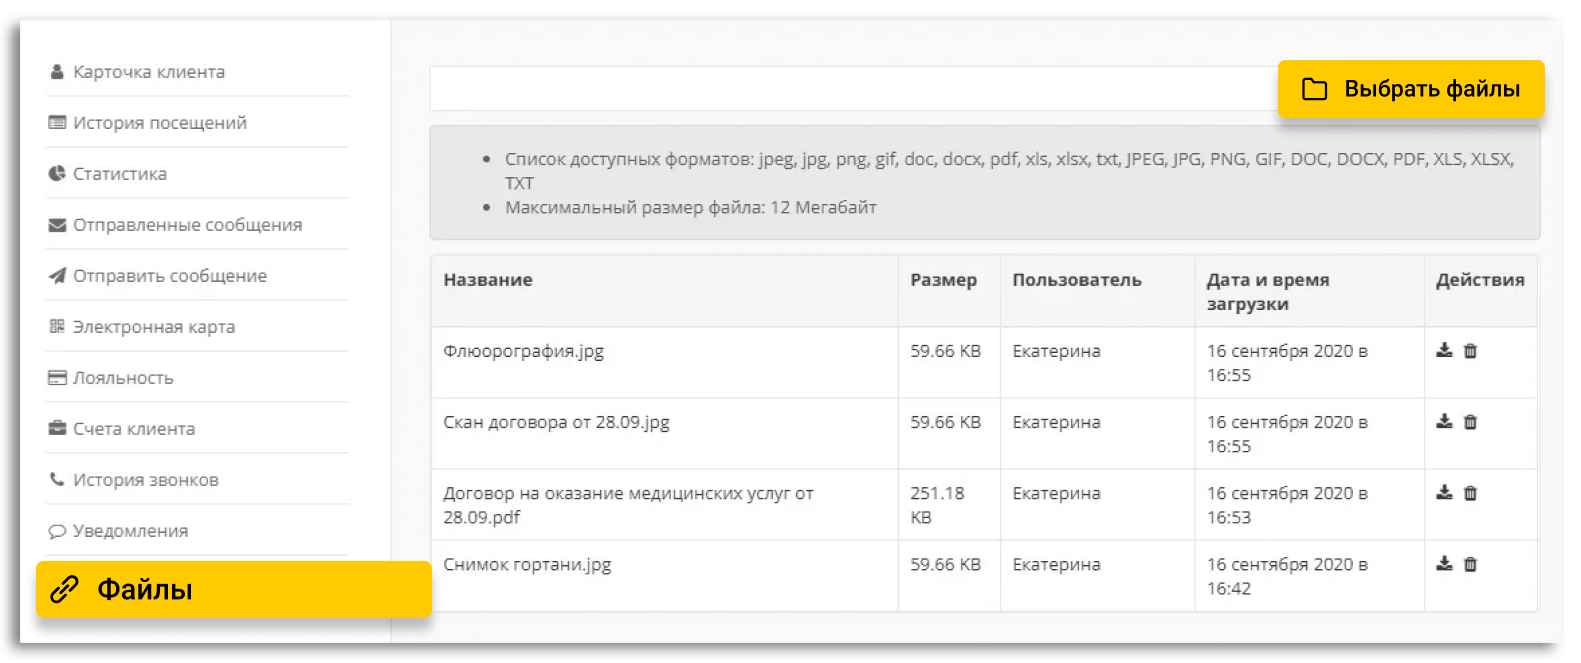 Карточка клиента
История посещений
Статистика
Отправленные сообщения
Отправить сообщение
Электронная карта
Лояльность
Счета клиента
История звонков
Уведомления
Файлы
Выбрать файлы
Список доступных форматов: jpeg, jpg, png, gif, doc, docx, pdf, xls, xlsx, txt, JPEG, JPG, PNG, GIF, DOC, DOCX, PDF, XLS, XLSX,
TXT
Максимальный размер файла: 12 Мегабайт
Название Размер Пользователь Дата и время Действия
загрузки
Флюорография.jpg 59.66 KB Екатерина 16 сентября 2020 в
16:55
Скан договора от 28.09.jpg 59.66 KB Екатерина 16 сентября 2020 в
16:55
Договор на оказание медицинских услуг от 251.18 Екатерина 16 сентября 2020 в
28.09.pdf KB 16:53
Снимок гортани.jpg 59.66 KB Екатерина 16 сентября 2020 в
16:42